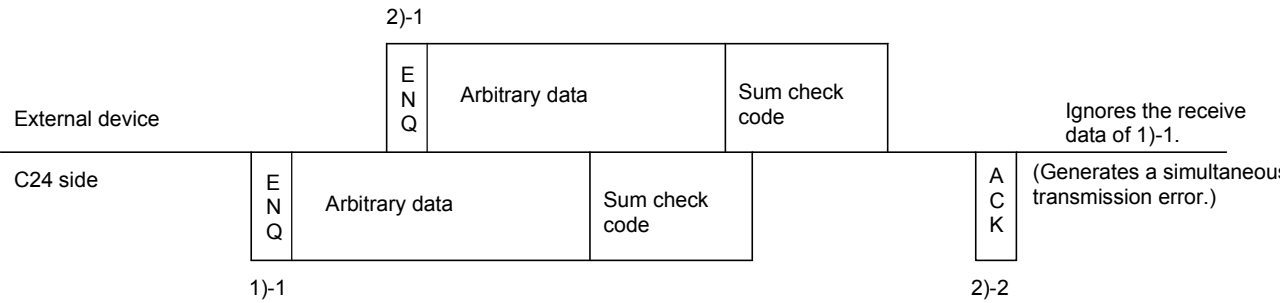 2)-1
E
N
Q
Arbitrary data
Sum check
code
External device
Ignores the receive
data of 1)-1.
C24 side
E
N
Q
Arbitrary data
Sum check
code
A
C
K
(Generates a simultaneous
transmission error.)
1)-1
2)-2